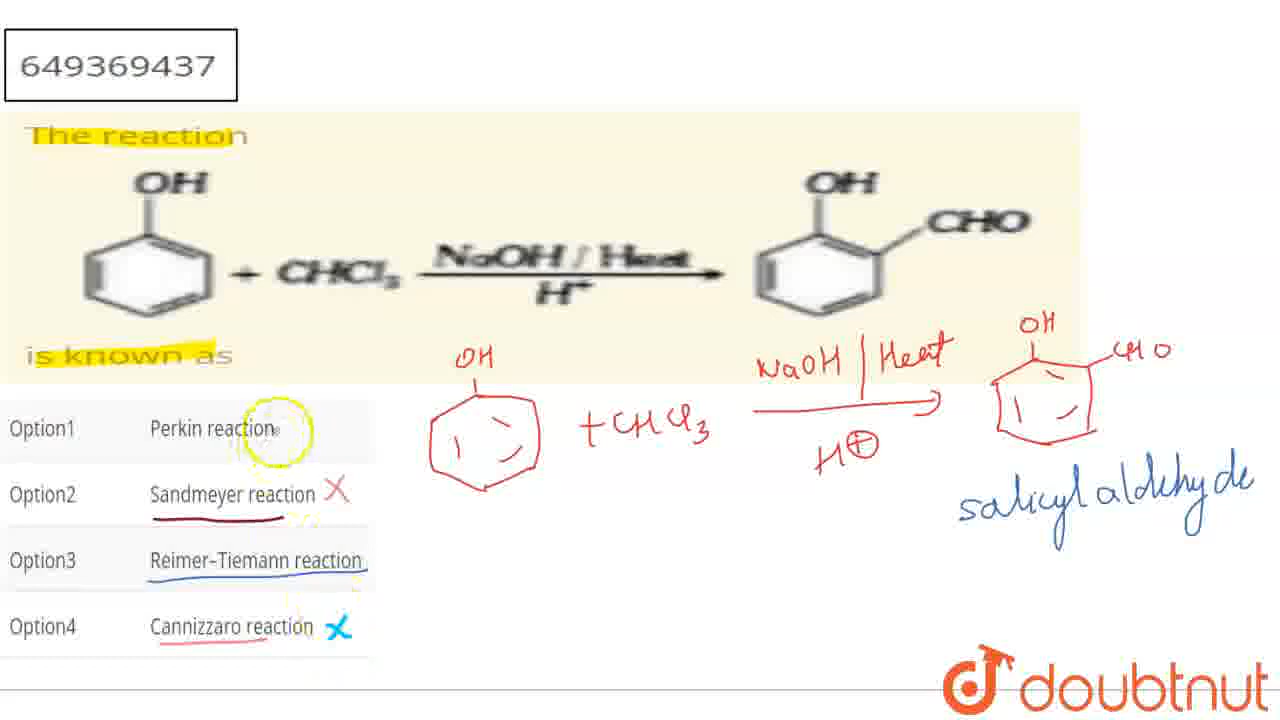 649369437
The reaction
OH
OH
CHO
+ CHCl₃
NaOH / Heat
H⁺
is known as
OH
+ CHCl₃
NaOH | Heat
H⊕
OH
CHO
salicylaldehyde
Option1 Perkin reaction
Option2 Sandmeyer reaction X
Option3 Reimer–Tiemann reaction
Option4 Cannizzaro reaction X
doubtnut